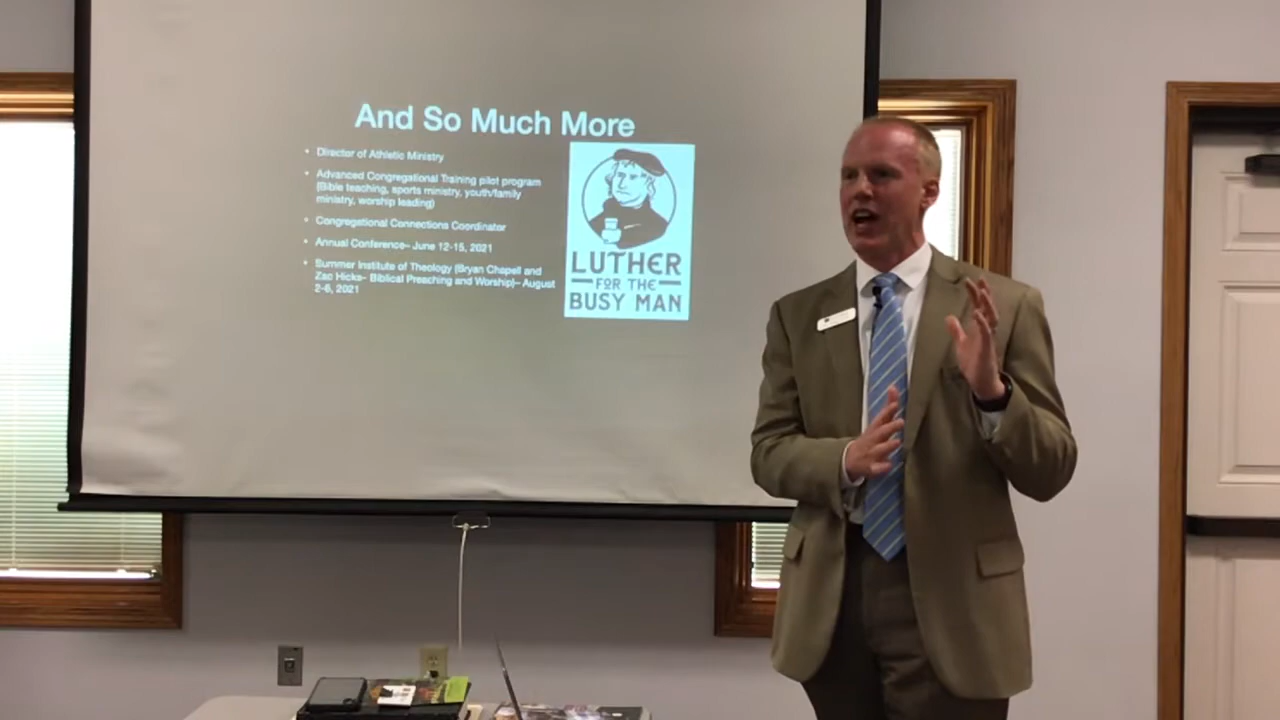 And So Much More
• Director of Athletic Ministry
• Advanced Congregational Training pilot program
(Bible teaching, sports ministry, youth/family
ministry, worship leading)
• Congregational Connections Coordinator
• Annual Conference– June 12-15, 2021
• Summer Institute of Theology (Bryan Chapell and
Zac Hicks– Biblical Preaching and Worship)– August
2-6, 2021
LUTHER
FOR THE
BUSY MAN